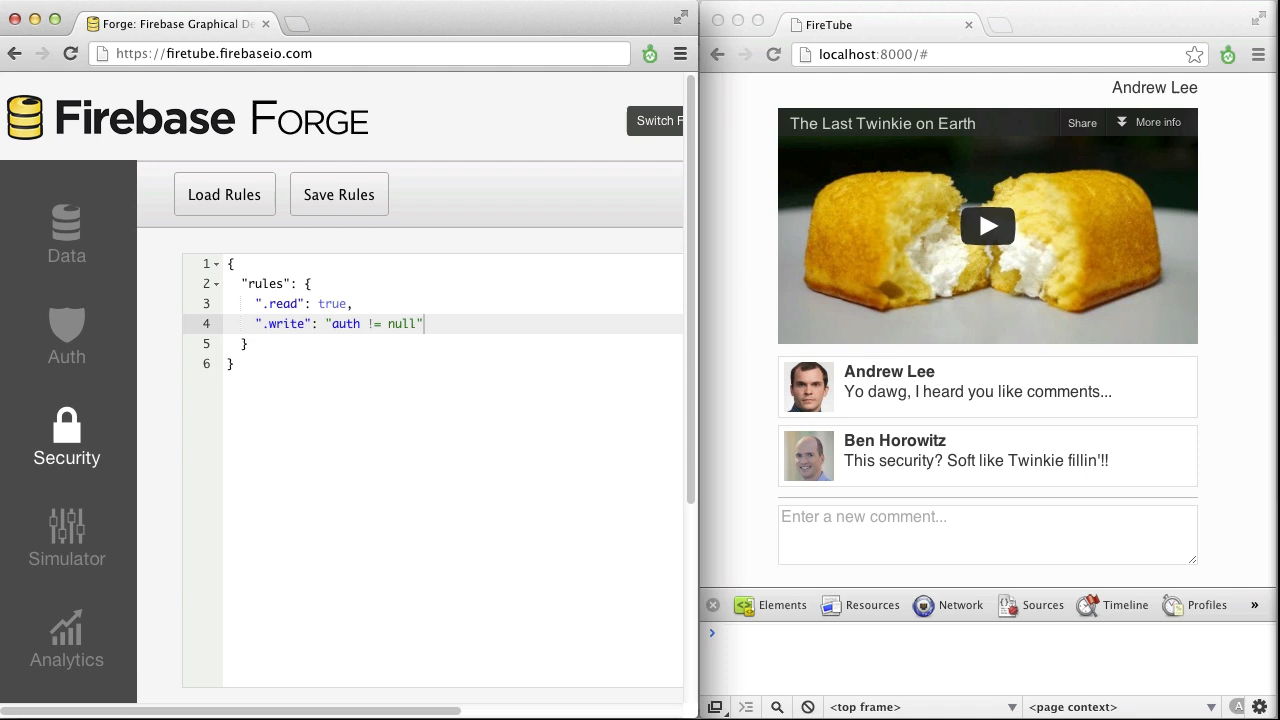 Forge: Firebase Graphical De
https://firetube.firebaseio.com
Firebase FORGE
Switch F
Data
Auth
Security
Simulator
Analytics
Load Rules
Save Rules
1 {
2 "rules": {
3 ".read": true,
4 ".write": "auth != null"
5 }
6 }
FireTube
localhost:8000/#
Andrew Lee
The Last Twinkie on Earth
Share
More info
Andrew Lee
Yo dawg, I heard you like comments...
Ben Horowitz
This security? Soft like Twinkie fillin'!!
Enter a new comment...
Elements
Resources
Network
Sources
Timeline
Profiles
»
<top frame>
<page context>